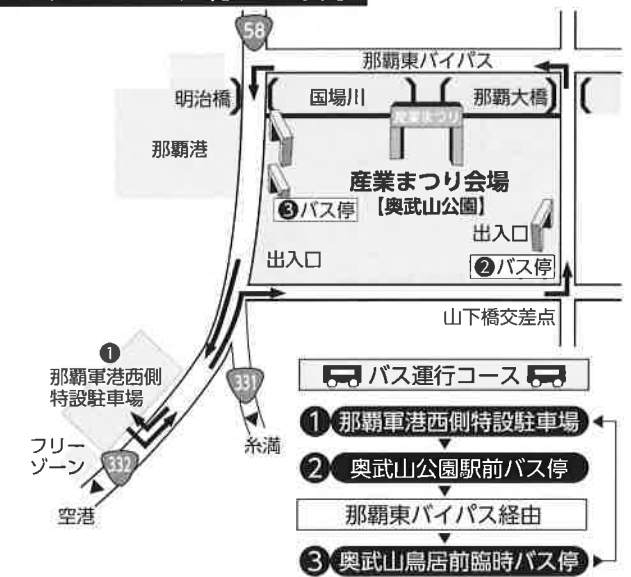 58
那覇東バイパス
明治橋
国場川
那覇大橋
産業まつり
那覇港
産業まつり会場
【奥武山公園】
❸バス停
出入口
出入口
❷バス停
山下橋交差点
❶
那覇軍港西側
特設駐車場
331
糸満
フリー
ゾーン
332
空港
バス運行コース
❶那覇軍港西側特設駐車場
❷奥武山公園駅前バス停
那覇東バイパス経由
❸奥武山鳥居前臨時バス停